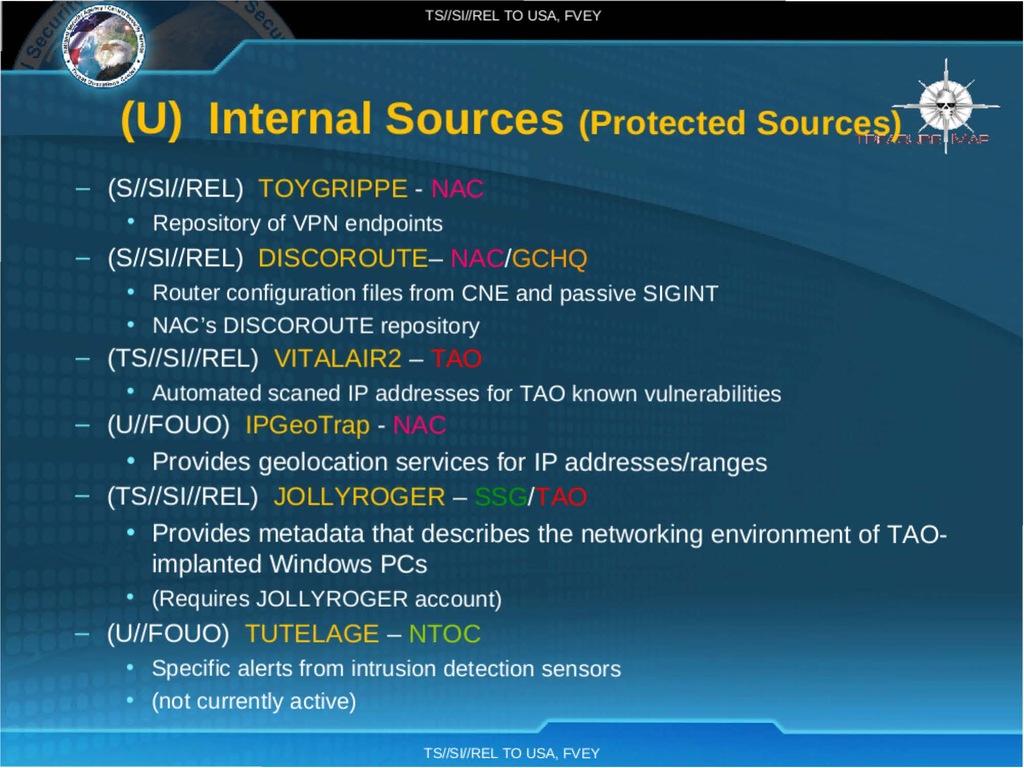 TS//SI//REL TO USA, FVEY
(U) Internal Sources (Protected Sources)
TREASURE MAP
– (S//SI//REL) TOYGRIPPE - NAC
• Repository of VPN endpoints
– (S//SI//REL) DISCOROUTE– NAC/GCHQ
• Router configuration files from CNE and passive SIGINT
• NAC’s DISCOROUTE repository
– (TS//SI//REL) VITALAIR2 – TAO
• Automated scaned IP addresses for TAO known vulnerabilities
– (U//FOUO) IPGeoTrap - NAC
• Provides geolocation services for IP addresses/ranges
– (TS//SI//REL) JOLLYROGER – SSG/TAO
• Provides metadata that describes the networking environment of TAO-
implanted Windows PCs
• (Requires JOLLYROGER account)
– (U//FOUO) TUTELAGE – NTOC
• Specific alerts from intrusion detection sensors
• (not currently active)
TS//SI//REL TO USA, FVEY